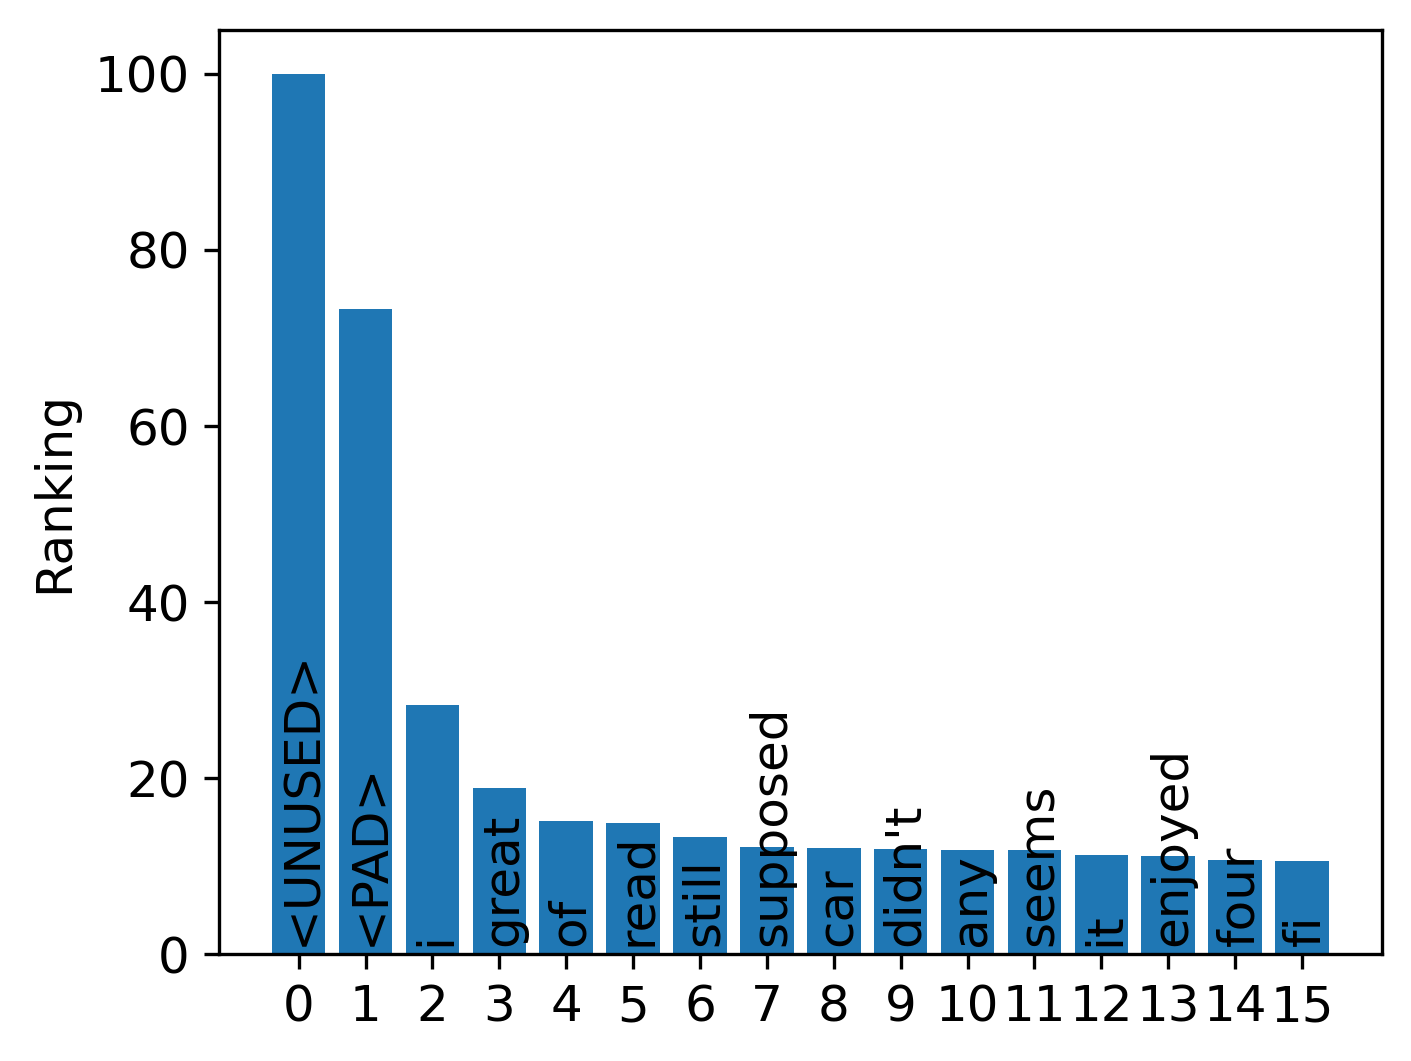 100
80
60
40
20
0
Ranking
<UNUSED>
<PAD>
i
great
of
read
still
supposed
car
didn't
any
seems
it
enjoyed
four
fi
0 1 2 3 4 5 6 7 8 9 10 11 12 13 14 15